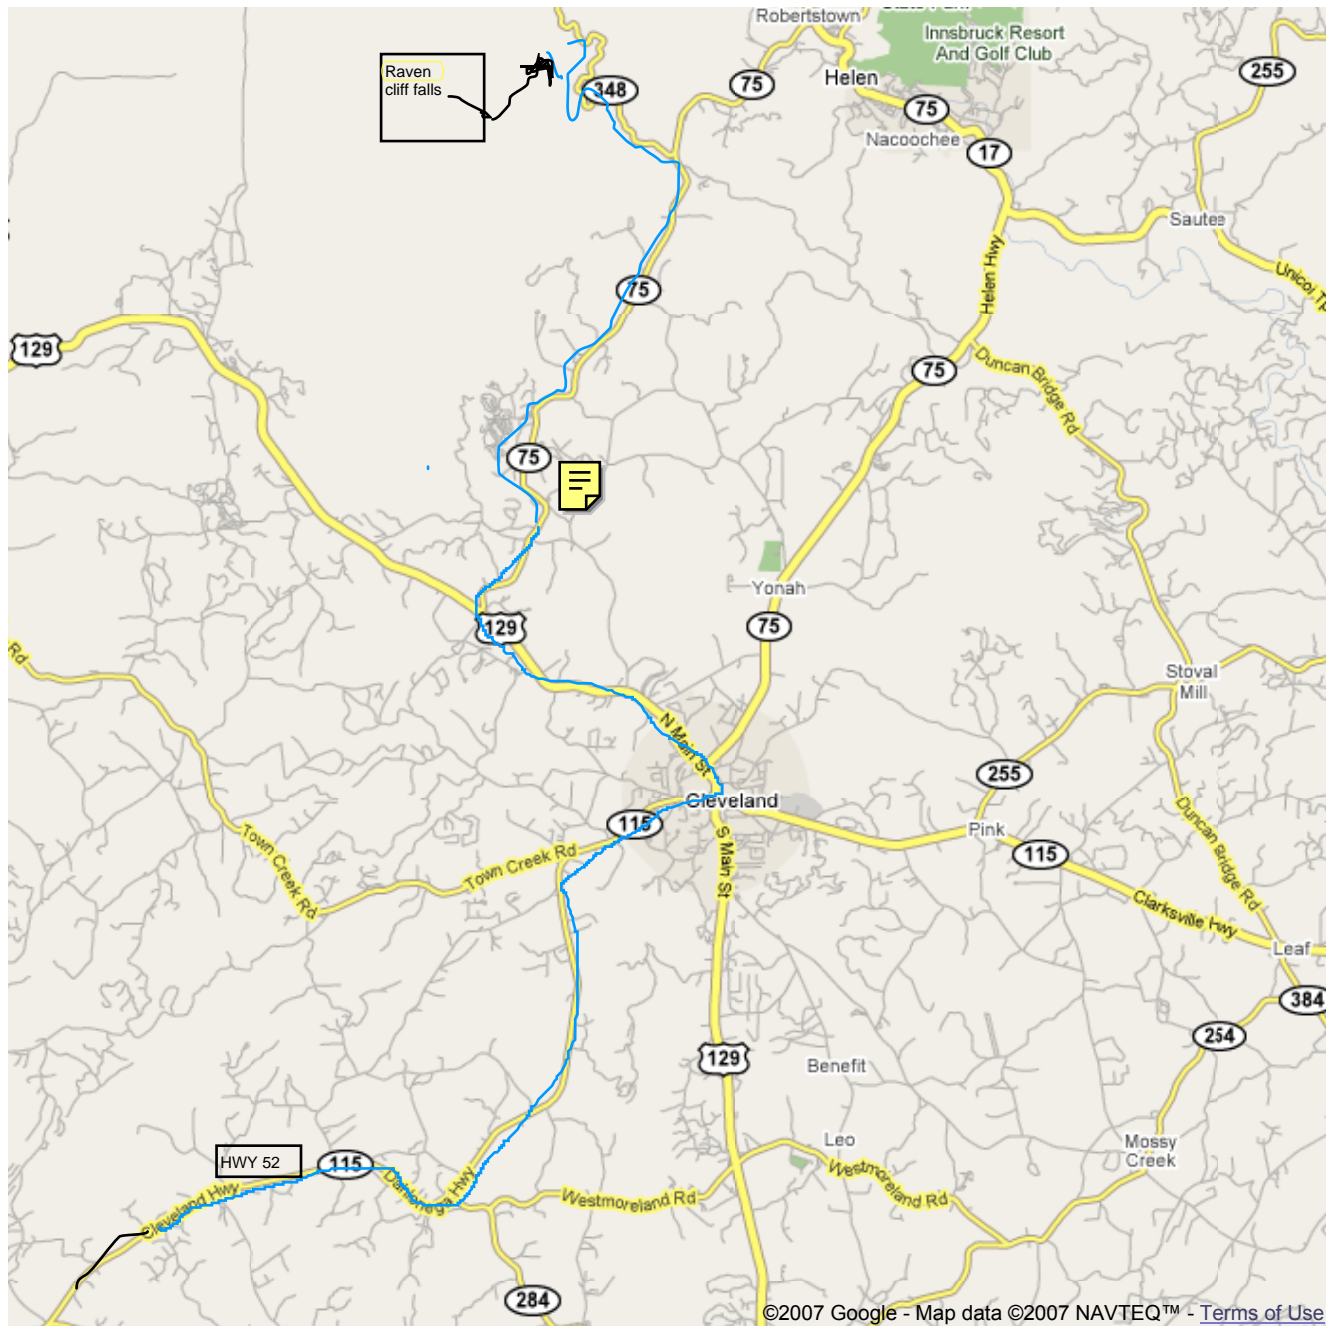 State Park
Robertstown
Innsbruck Resort
And Golf Club
Helen
255
75
348
Raven
cliff falls
75
Nacoochee
17
Sautee
Helen Hwy
Unicoi Tp
75
129
75
Duncan Bridge Rd
75
Yonah
129
75
Rd
Stoval
Mill
N Main St
255
Cleveland
115
Pink
S Main St
Town Creek Rd
Town Creek Rd
115
Duncan Bridge Rd
Clarksville Hwy
Leaf
384
254
129
Benefit
Leo
Mossy
Creek
HWY 52
115
Dahlonega Hwy
Westmoreland Rd
Westmoreland Rd
Cleveland Hwy
284
©2007 Google - Map data ©2007 NAVTEQ™ - Terms of Use